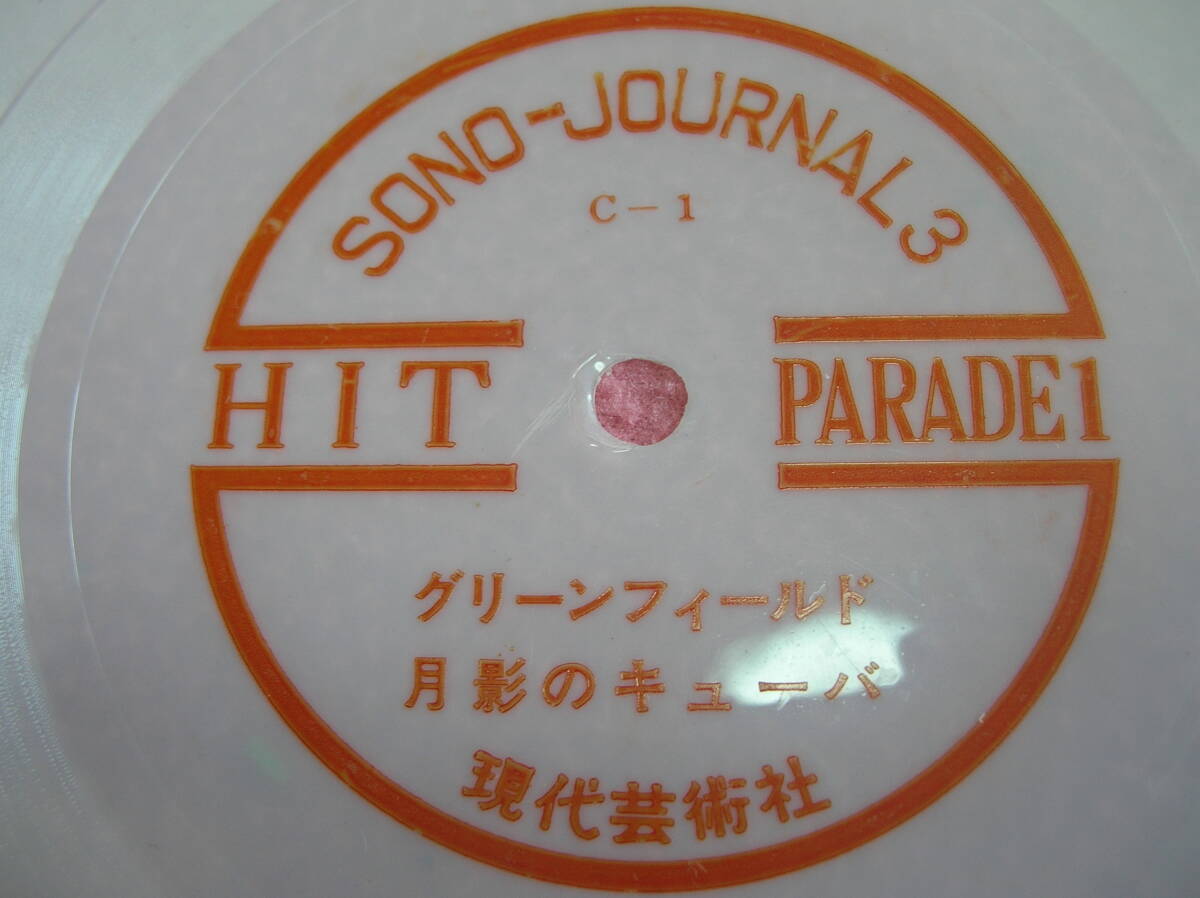 SONO-JOURNAL 3
C-1
HIT PARADE 1
グリーンフィールド
月影のキューバ
現代芸術社